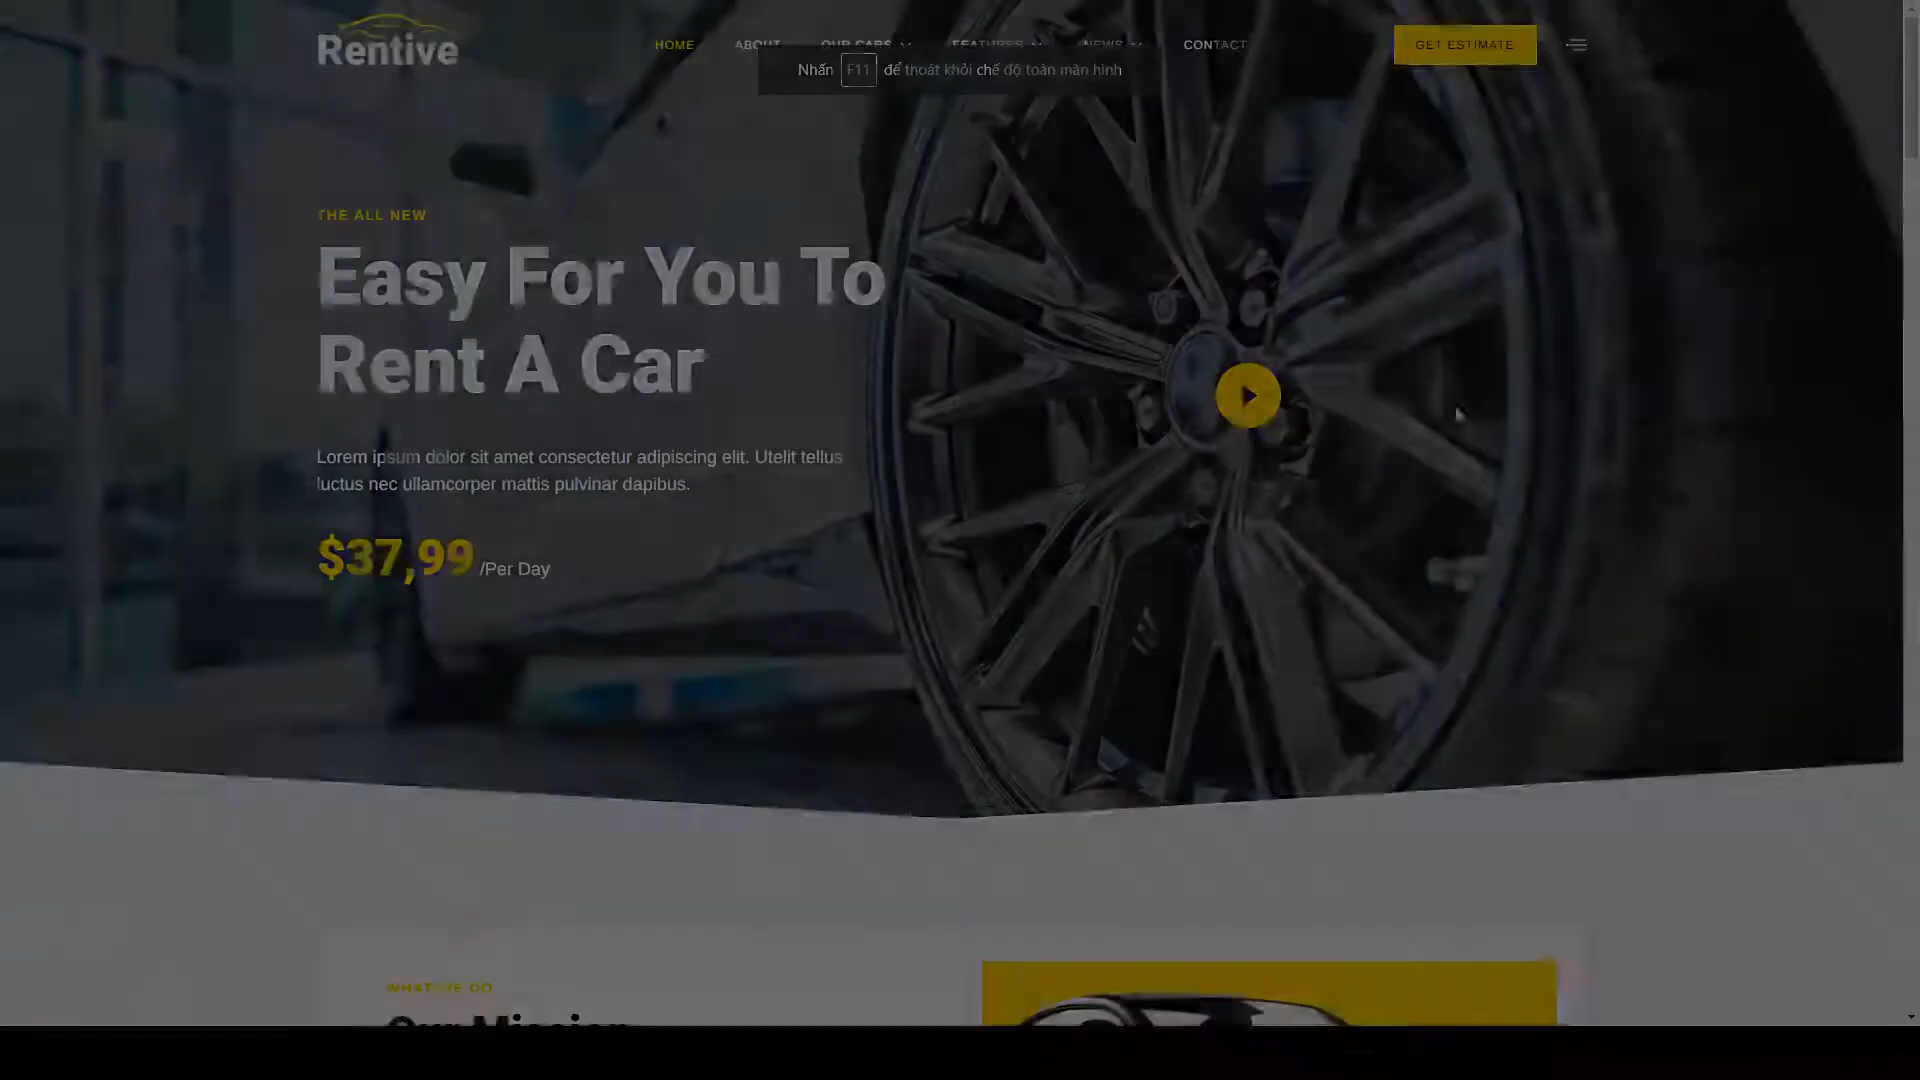 Rentive
HOME
ABOUT
OUR CARS
FEATURES
NEWS
CONTACT
GET ESTIMATE
Nhấn F11 để thoát khỏi chế độ toàn màn hình
THE ALL NEW
Easy For You To
Rent A Car
Lorem ipsum dolor sit amet consectetur adipiscing elit. Utelit tellus
luctus nec ullamcorper mattis pulvinar dapibus.
$37,99 /Per Day
WHAT WE DO
Our Mission